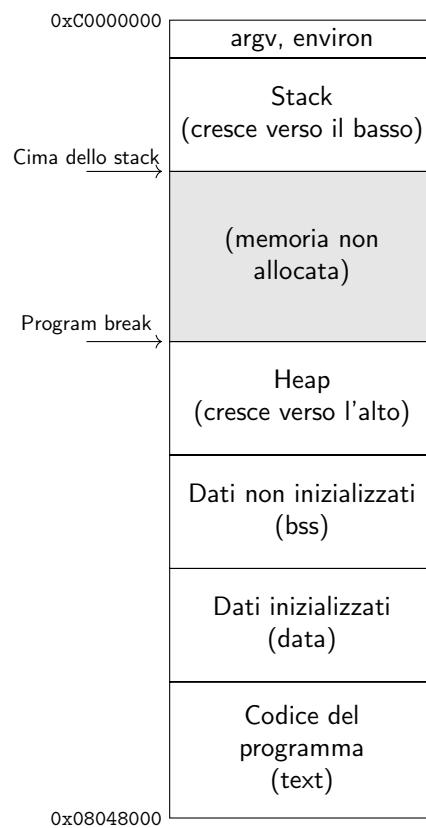 0xC0000000
argv, environ
Stack
(cresce verso il basso)
Cima dello stack
(memoria non
allocata)
Program break
Heap
(cresce verso l'alto)
Dati non inizializzati
(bss)
Dati inizializzati
(data)
Codice del
programma
(text)
0x08048000